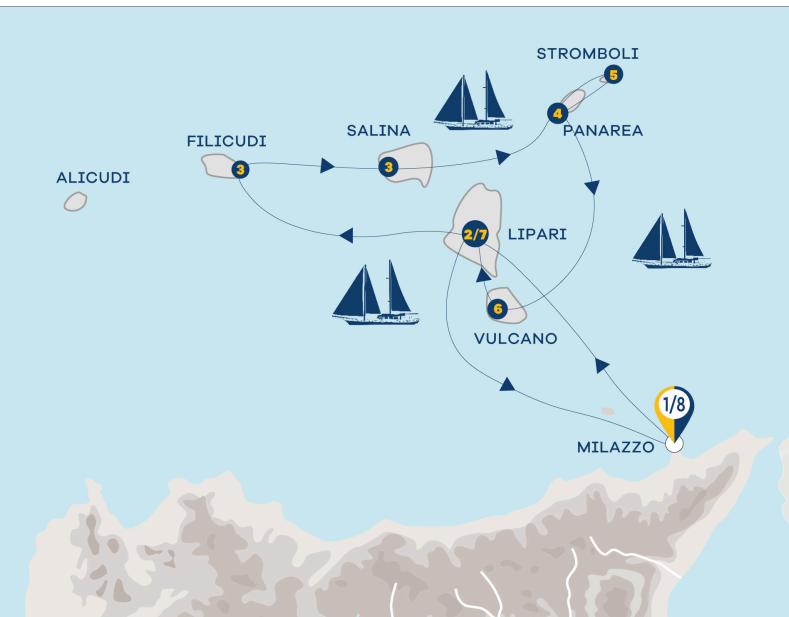 STROMBOLI
5
4
PANAREA
SALINA
3
FILICUDI
3
ALICUDI
2/7
LIPARI
6
VULCANO
1/8
MILAZZO